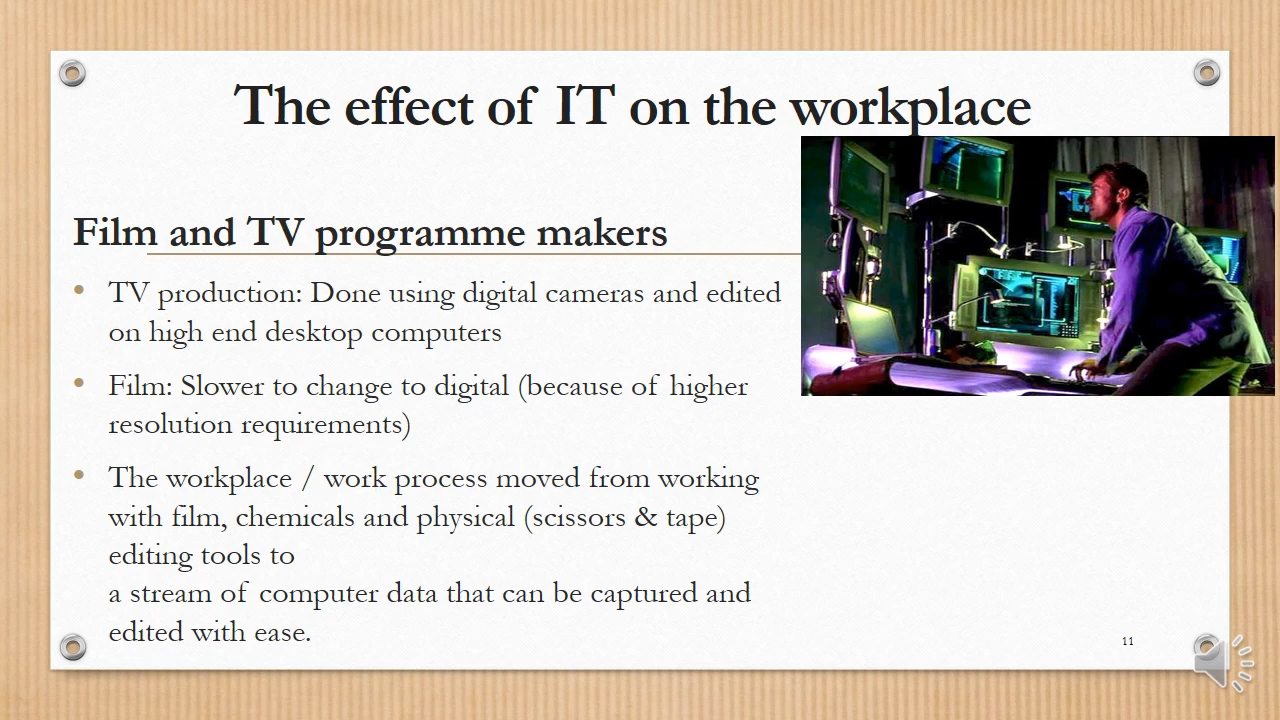 The effect of IT on the workplace
Film and TV programme makers
• TV production: Done using digital cameras and edited
on high end desktop computers
• Film: Slower to change to digital (because of higher
resolution requirements)
• The workplace / work process moved from working
with film, chemicals and physical (scissors & tape)
editing tools to
a stream of computer data that can be captured and
edited with ease.
11